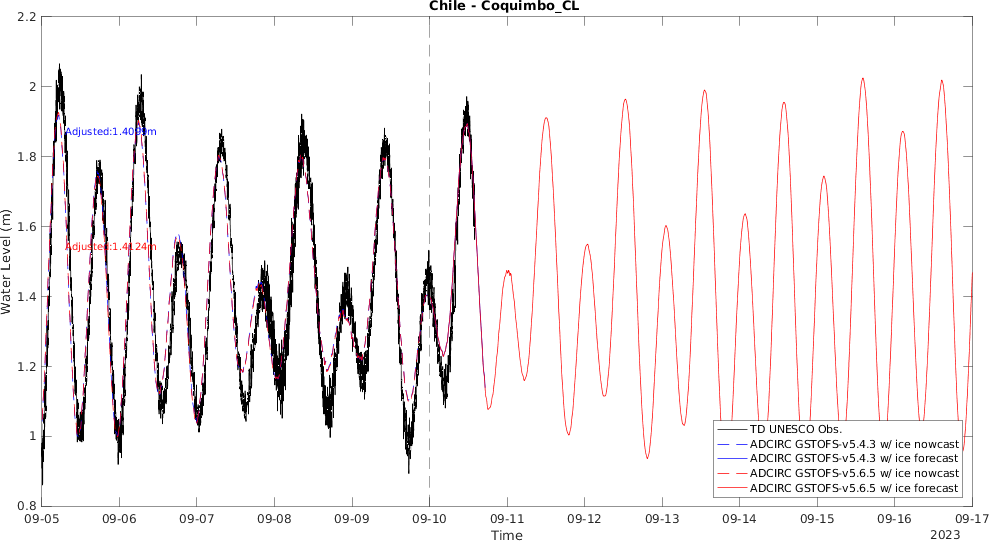 Chile - Coquimbo_CL
2.2
2
1.8
1.6
1.4
1.2
1
0.8
Water Level (m)
Adjusted:1.4099m
Adjusted:1.4124m
TD UNESCO Obs.
ADCIRC GSTOFS-v5.4.3 w/ ice nowcast
ADCIRC GSTOFS-v5.4.3 w/ ice forecast
ADCIRC GSTOFS-v5.6.5 w/ ice nowcast
ADCIRC GSTOFS-v5.6.5 w/ ice forecast
09-05 09-06 09-07 09-08 09-09 09-10 09-11 09-12 09-13 09-14 09-15 09-16 09-17
Time
2023